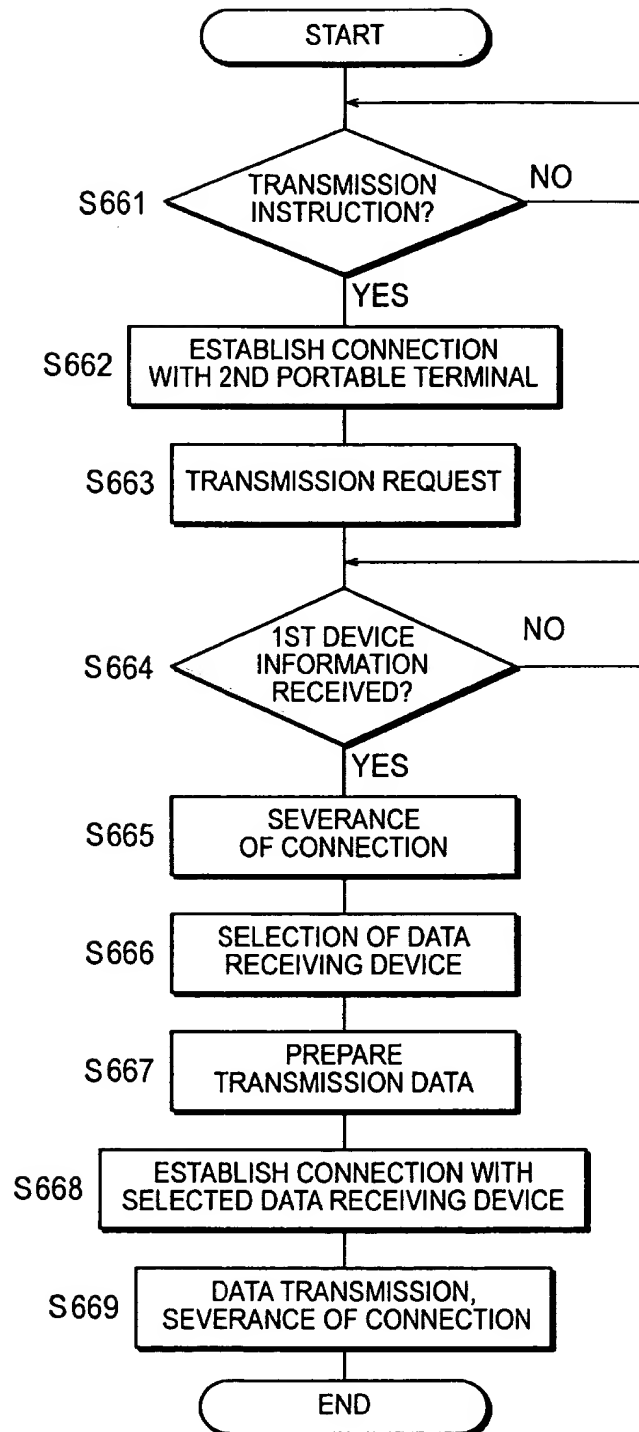 START
S661
TRANSMISSION
INSTRUCTION?
NO
YES
S662
ESTABLISH CONNECTION
WITH 2ND PORTABLE TERMINAL
S663
TRANSMISSION REQUEST
S664
1ST DEVICE
INFORMATION
RECEIVED?
NO
YES
S665
SEVERANCE
OF CONNECTION
S666
SELECTION OF DATA
RECEIVING DEVICE
S667
PREPARE
TRANSMISSION DATA
S668
ESTABLISH CONNECTION WITH
SELECTED DATA RECEIVING DEVICE
S669
DATA TRANSMISSION,
SEVERANCE OF CONNECTION
END